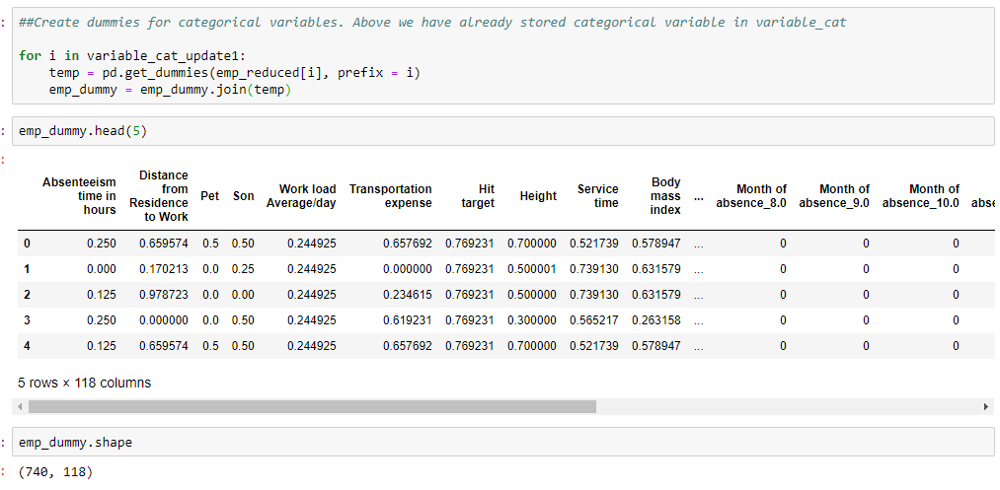 ##Create dummies for categorical variables. Above we have already stored categorical variable in variable_cat
for i in variable_cat_update1:
temp = pd.get_dummies(emp_reduced[i], prefix = i)
emp_dummy = emp_dummy.join(temp)
emp_dummy.head(5)
Absenteeism time in hours Distance from Residence to Work Pet Son Work load Average/day Transportation expense Hit target Height Service time Body mass index ... Month of absence_8.0 Month of absence_9.0 Month of absence_10.0 abse
0 0.250 0.659574 0.5 0.50 0.244925 0.657692 0.769231 0.700000 0.521739 0.578947 ... 0 0 0
1 0.000 0.170213 0.0 0.25 0.244925 0.000000 0.769231 0.500001 0.739130 0.631579 ... 0 0 0
2 0.125 0.978723 0.0 0.00 0.244925 0.234615 0.769231 0.500000 0.739130 0.631579 ... 0 0 0
3 0.250 0.000000 0.0 0.50 0.244925 0.619231 0.769231 0.300000 0.565217 0.263158 ... 0 0 0
4 0.125 0.659574 0.5 0.50 0.244925 0.657692 0.769231 0.700000 0.521739 0.578947 ... 0 0 0
5 rows × 118 columns
emp_dummy.shape
(740, 118)